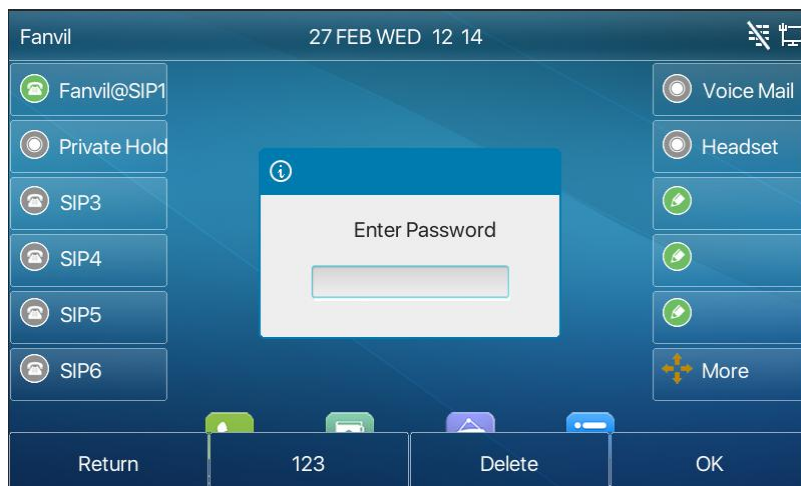 Fanvil 27 FEB WED 12 14
Fanvil@SIP1
Private Hold
SIP3
SIP4
SIP5
SIP6
Enter Password
Voice Mail
Headset
More
Return 123 Delete OK